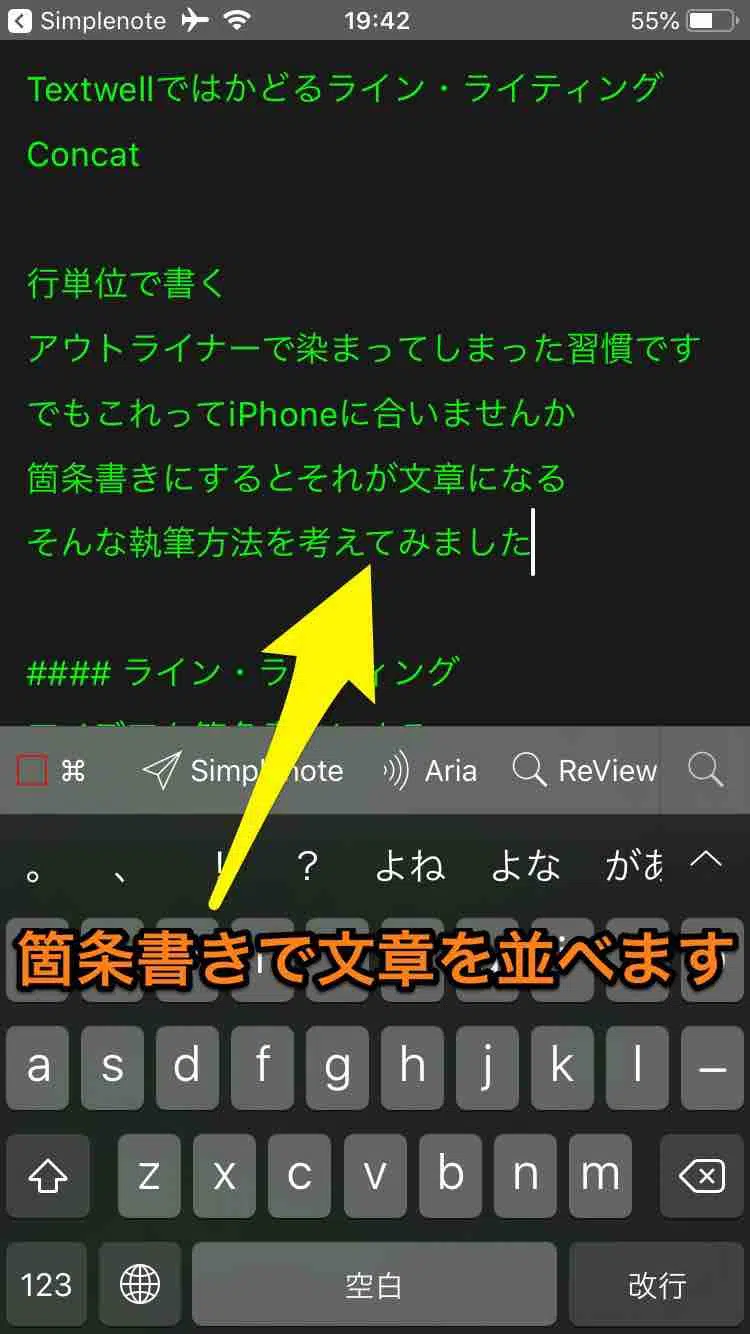 Simplenote 19:42 55%
Textwellではかどるライン・ライティング
Concat
行単位で書く
アウトライナーで染まってしまった習慣です
でもこれってiPhoneに合いませんか
箇条書きにするとそれが文章になる
そんな執筆方法を考えてみました
#### ライン・ラ ィング
⌘ Simplenote Aria ReView
。 、 ! ? よね よな があ
箇条書きで文章を並べます
a s d f g h j k l ー
z x c v b n m
123 空白 改行